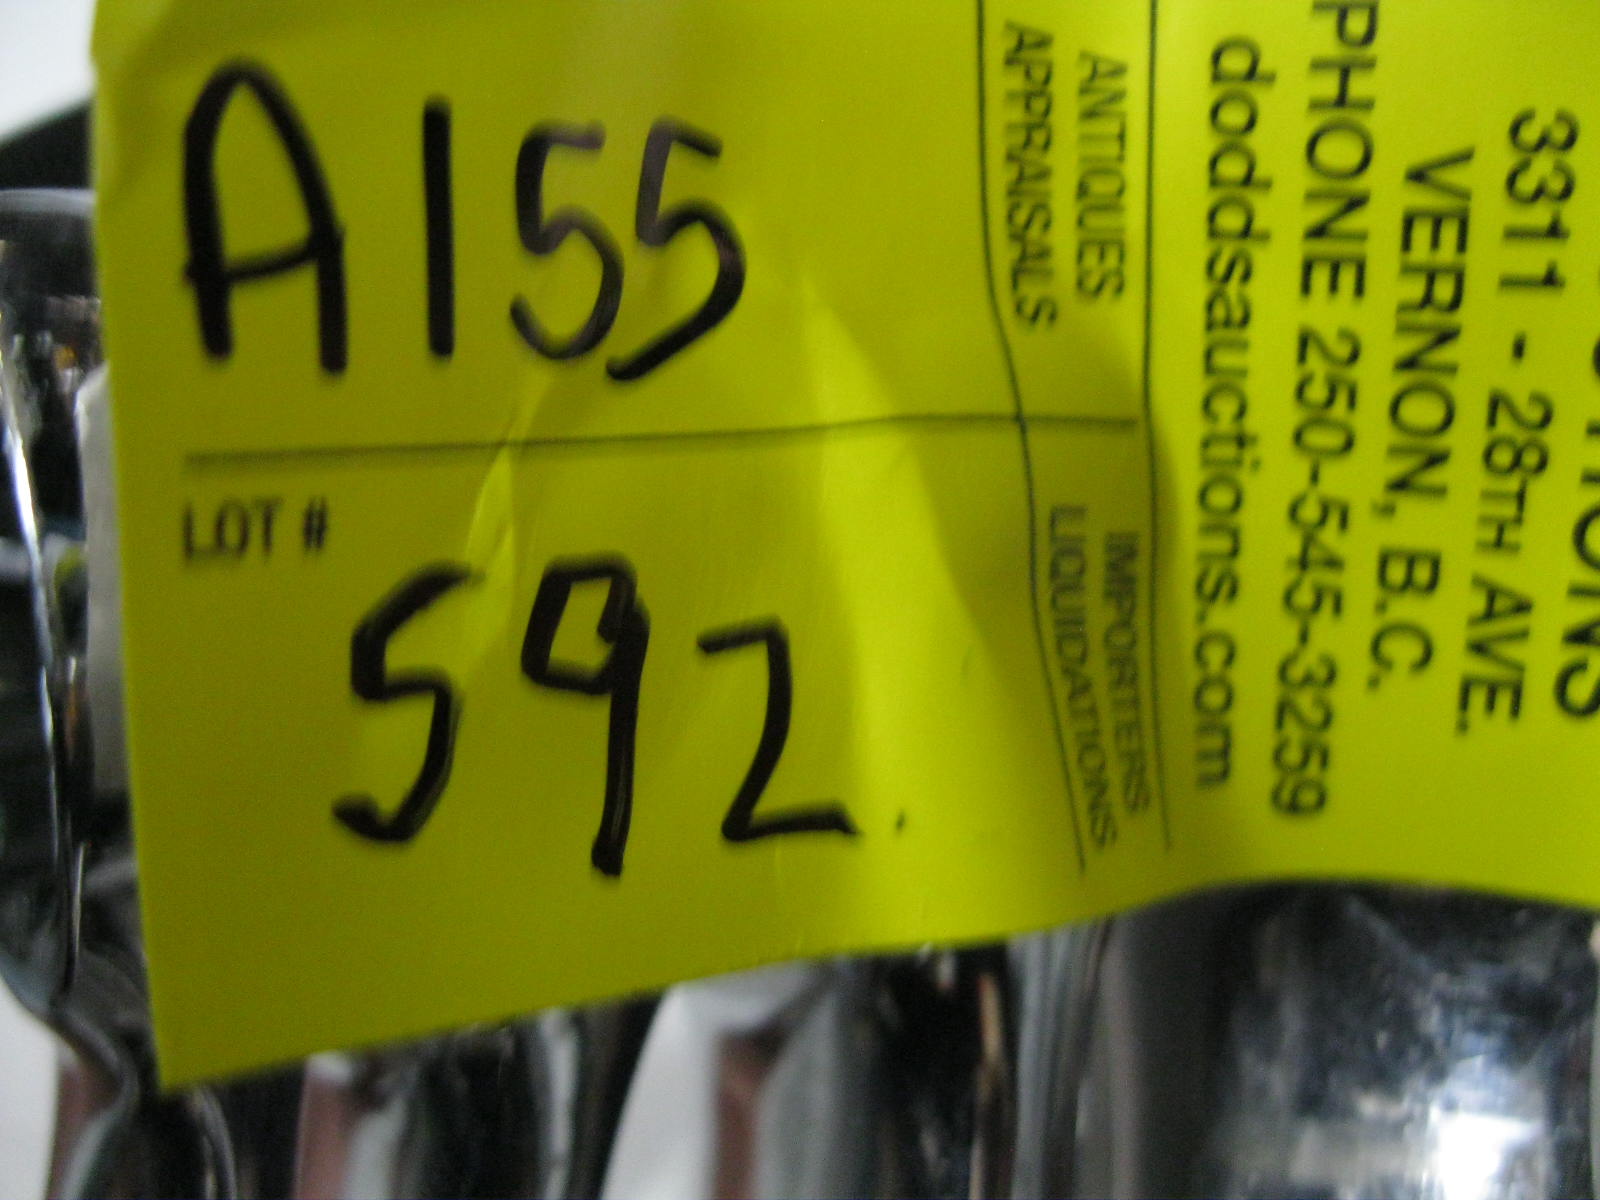 A155
LOT #
592
ANTIQUES
APPRAISALS
IMPORTERS
LIQUIDATIONS
3311 - 28TH AVE.
VERNON, B.C.
PHONE 250-545-3259
doddsauctions.com